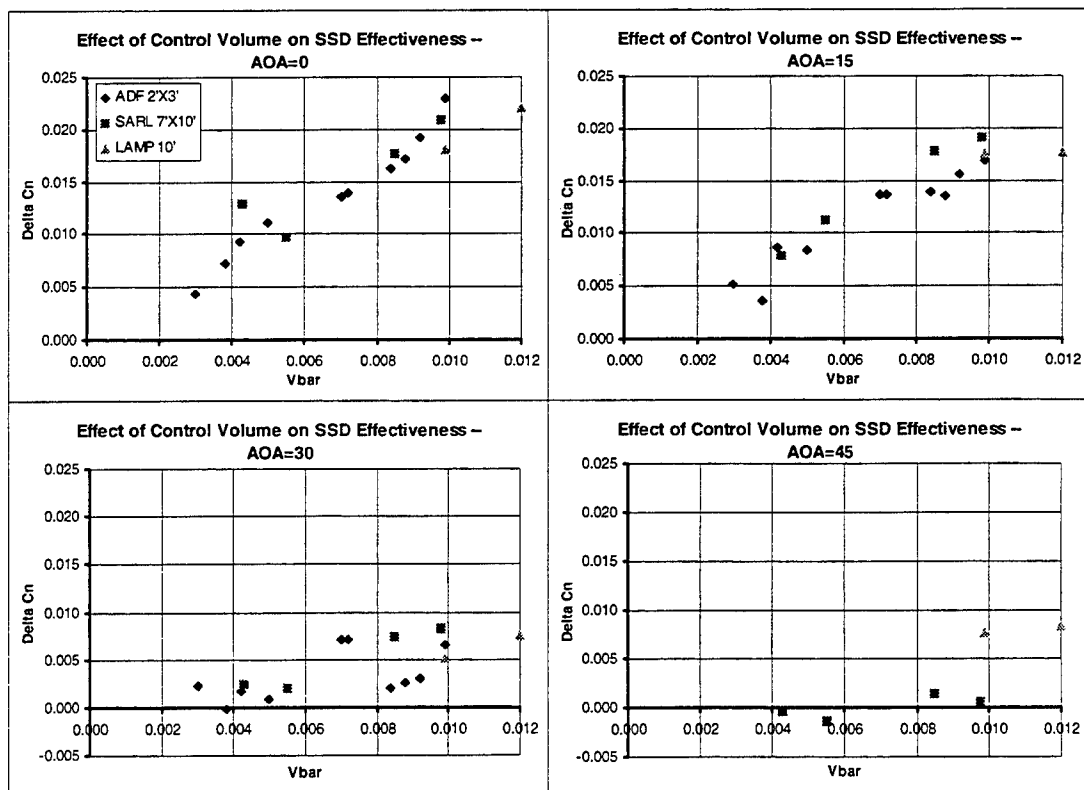 Effect of Control Volume on SSD Effectiveness --
AOA=0
0.025
0.020
0.015
0.010
0.005
0.000
Delta Cn
ADF 2'X3'
SARL 7'X10'
LAMP 10'
0.000 0.002 0.004 0.006 0.008 0.010 0.012
Vbar
Effect of Control Volume on SSD Effectiveness --
AOA=15
0.025
0.020
0.015
0.010
0.005
0.000
Delta Cn
0.000 0.002 0.004 0.006 0.008 0.010 0.012
Vbar
Effect of Control Volume on SSD Effectiveness --
AOA=30
0.025
0.020
0.015
0.010
0.005
0.000
-0.005
Delta Cn
0.000 0.002 0.004 0.006 0.008 0.010 0.012
Vbar
Effect of Control Volume on SSD Effectiveness --
AOA=45
0.025
0.020
0.015
0.010
0.005
0.000
-0.005
Delta Cn
0.000 0.002 0.004 0.006 0.008 0.010 0.012
Vbar